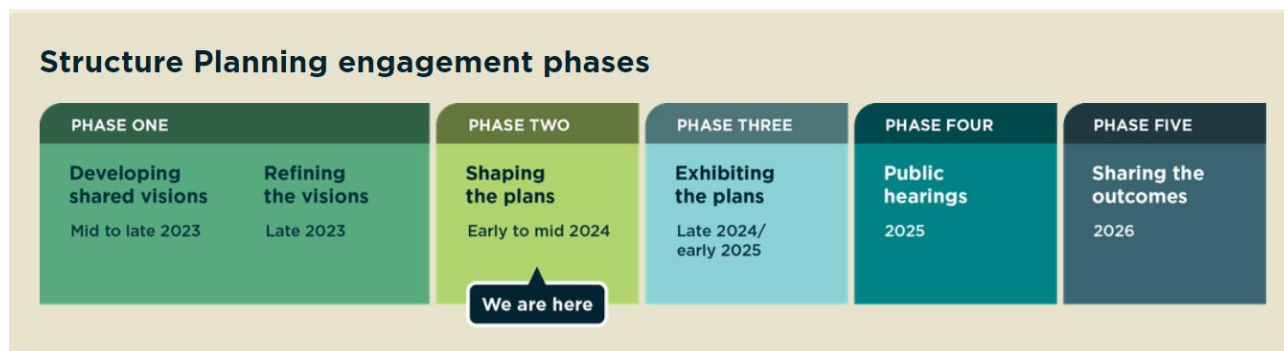 Structure Planning engagement phases
PHASE ONE
Developing
shared visions
Mid to late 2023
Refining
the visions
Late 2023
PHASE TWO
Shaping
the plans
Early to mid 2024
We are here
PHASE THREE
Exhibiting
the plans
Late 2024/
early 2025
PHASE FOUR
Public
hearings
2025
PHASE FIVE
Sharing the
outcomes
2026